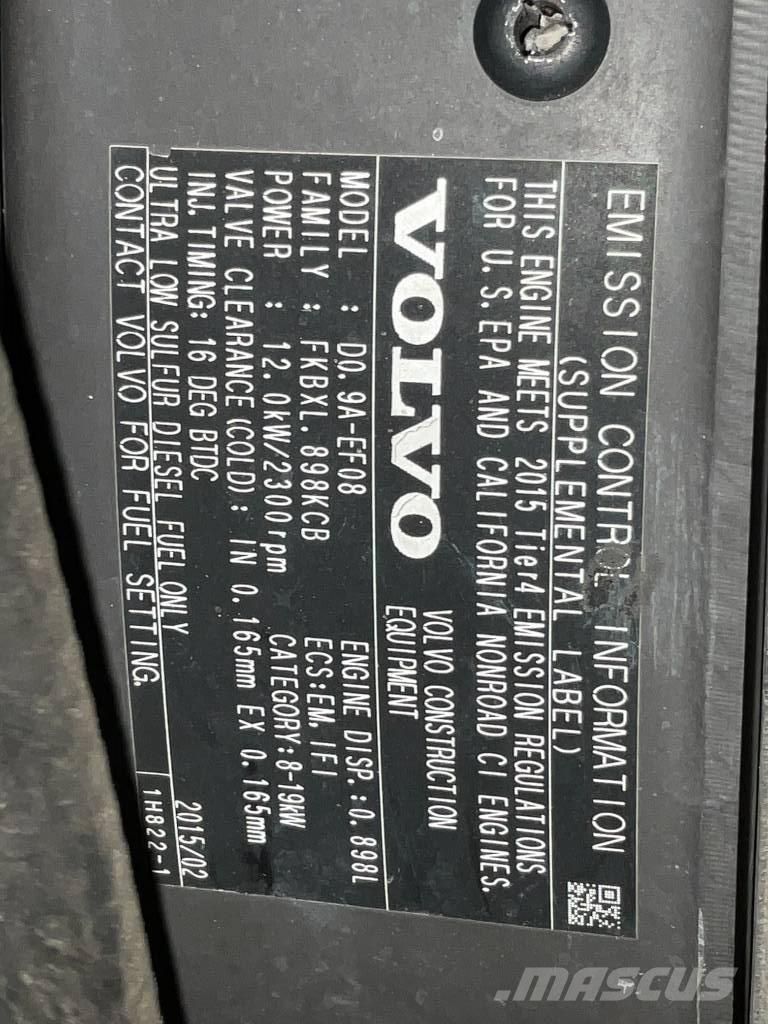 EMISSION CONTROL INFORMATION
(SUPPLEMENTAL LABEL)
THIS ENGINE MEETS 2015 Tier4 EMISSION REGULATIONS
FOR U.S.EPA AND CALIFORNIA NONROAD CI ENGINES.
VOLVO
VOLVO CONSTRUCTION
EQUIPMENT
MODEL : D0.9A-EF08 ENGINE DISP.:0.898L
FAMILY : FKBXL.898KCB ECS:EM,IFI
POWER : 12.0kW/2300rpm CATEGORY:8-19kW
VALVE CLEARANCE(COLD): IN 0.165mm EX 0.165mm
INJ.TIMING: 16 DEG BTDC
ULTRA LOW SULFUR DIESEL FUEL ONLY 2015/02
CONTACT VOLVO FOR FUEL SETTING. 1H822-1
MASCUS